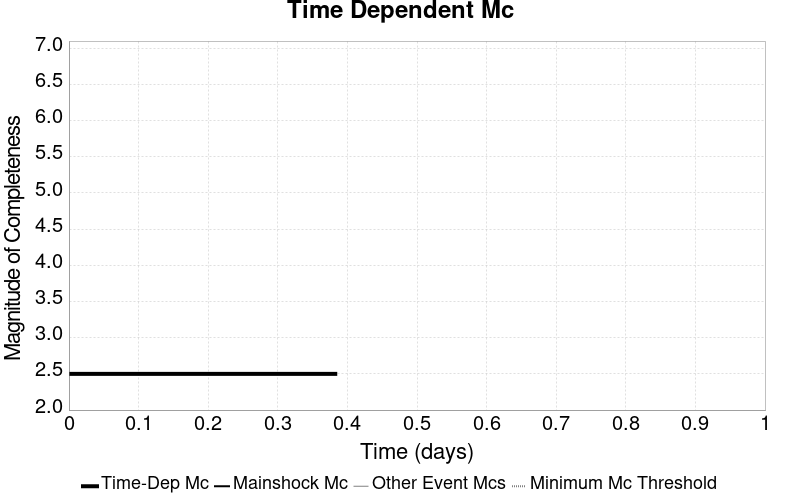 Time Dependent Mc
Magnitude of Completeness
7.0
6.5
6.0
5.5
5.0
4.5
4.0
3.5
3.0
2.5
2.0
0 0.1 0.2 0.3 0.4 0.5 0.6 0.7 0.8 0.9 1
Time (days)
Time-Dep Mc Mainshock Mc Other Event Mcs Minimum Mc Threshold